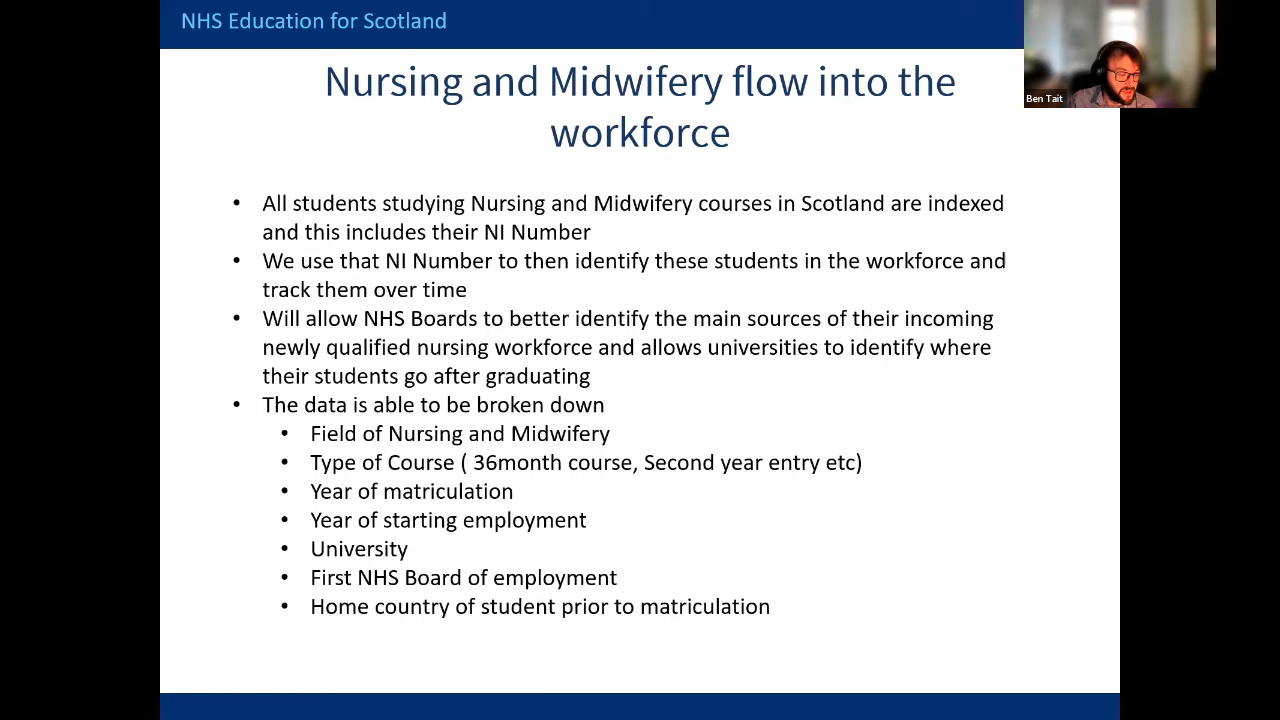 NHS Education for Scotland
Nursing and Midwifery flow into the
workforce
Ben Tait
• All students studying Nursing and Midwifery courses in Scotland are indexed
and this includes their NI Number
• We use that NI Number to then identify these students in the workforce and
track them over time
• Will allow NHS Boards to better identify the main sources of their incoming
newly qualified nursing workforce and allows universities to identify where
their students go after graduating
• The data is able to be broken down
• Field of Nursing and Midwifery
• Type of Course ( 36month course, Second year entry etc)
• Year of matriculation
• Year of starting employment
• University
• First NHS Board of employment
• Home country of student prior to matriculation